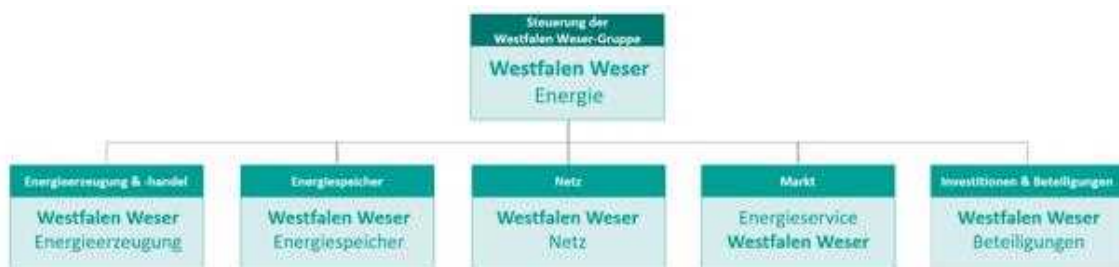 Steuerung der
Westfalen Weser-Gruppe
Westfalen Weser
Energie
Energieerzeugung & -handel
Westfalen Weser
Energieerzeugung
Energiespeicher
Westfalen Weser
Energiespeicher
Netz
Westfalen Weser
Netz
Markt
Energieservice
Westfalen Weser
Investitionen & Beteiligungen
Westfalen Weser
Beteiligungen